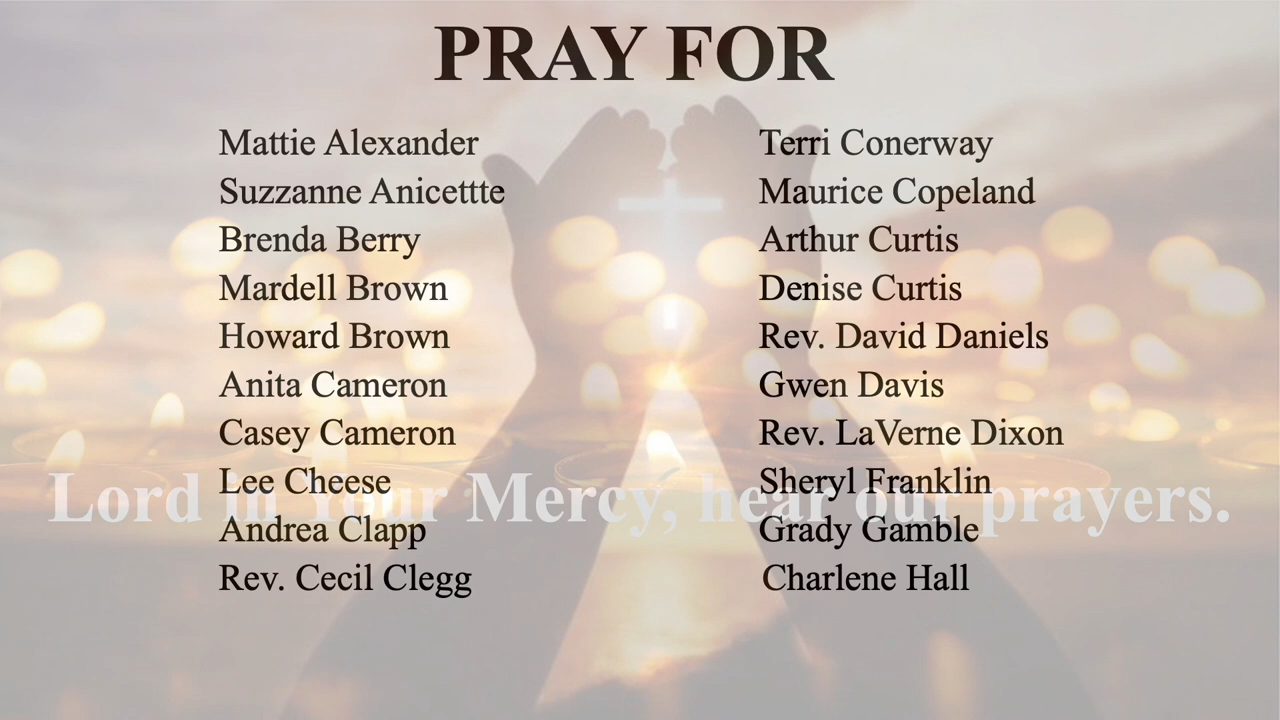 PRAY FOR
Mattie Alexander
Suzzanne Anicettte
Brenda Berry
Mardell Brown
Howard Brown
Anita Cameron
Casey Cameron
Lee Cheese
Andrea Clapp
Rev. Cecil Clegg
Terri Conerway
Maurice Copeland
Arthur Curtis
Denise Curtis
Rev. David Daniels
Gwen Davis
Rev. LaVerne Dixon
Sheryl Franklin
Grady Gamble
Charlene Hall
Lord in Your Mercy, hear our prayers.